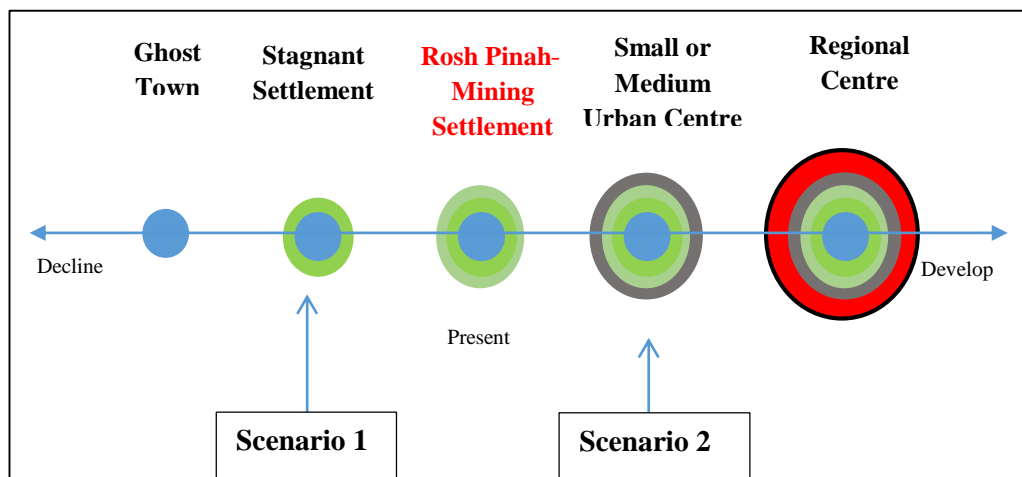 Ghost
Town
Stagnant
Settlement
Rosh Pinah-
Mining
Settlement
Small or
Medium
Urban Centre
Regional
Centre
Decline
Develop
Present
Scenario 1
Scenario 2